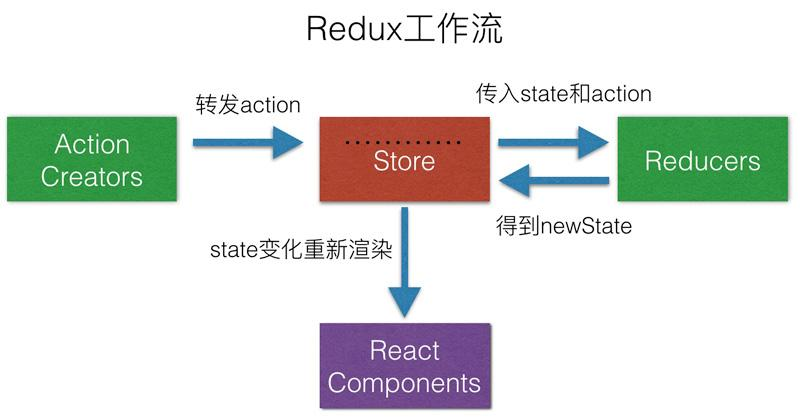 Redux工作流
转发action
传入state和action
Action
Creators
Store
Reducers
得到newState
state变化重新渲染
React
Components